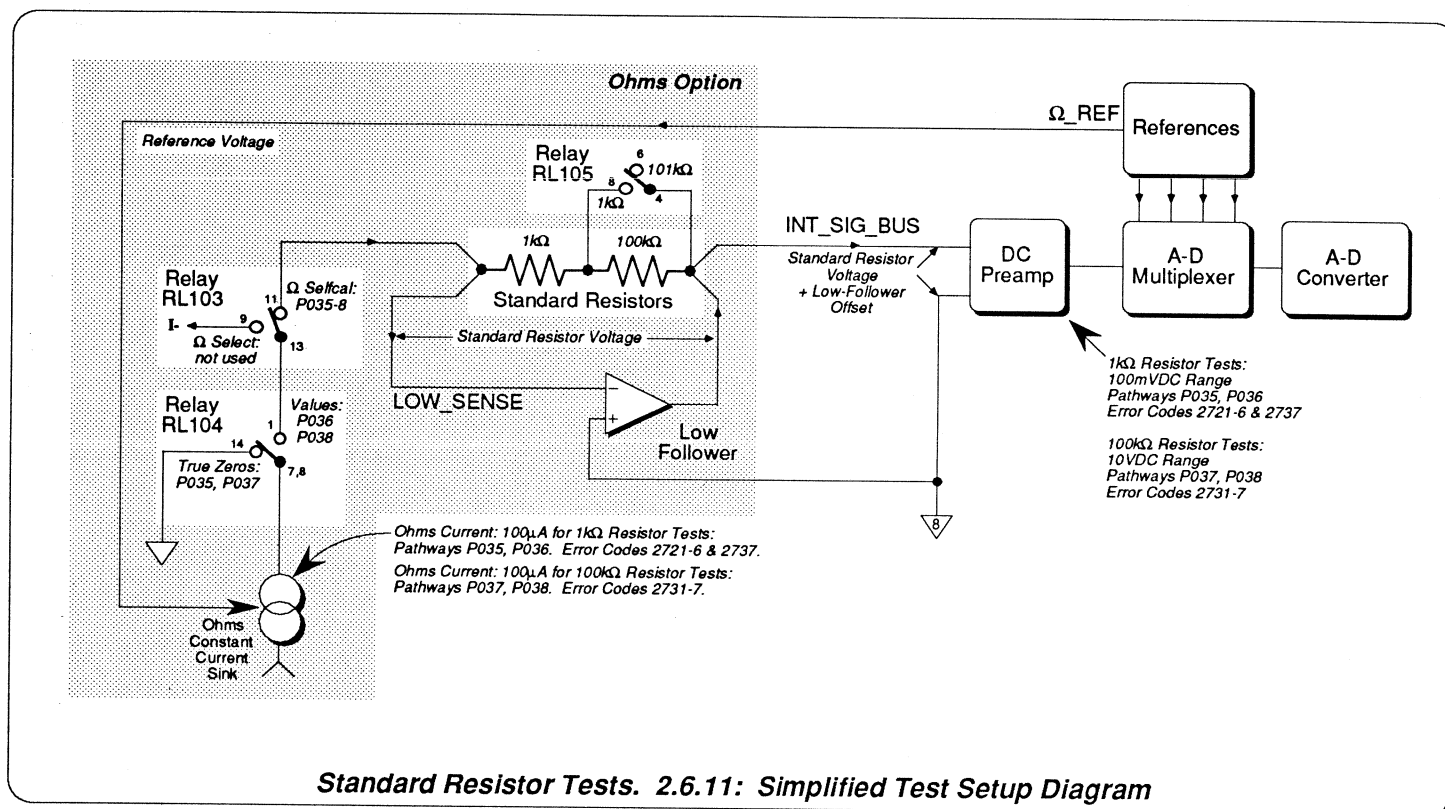 Ohms Option
Ω_REF
References
Reference Voltage
Relay
RL105
6
101kΩ
8
1kΩ
4
INT_SIG_BUS
1kΩ
100kΩ
Standard Resistors
Standard Resistor
Voltage
+ Low-Follower
Offset
DC
Preamp
A-D
Multiplexer
A-D
Converter
Relay
RL103
11
Ω Selfcal:
P035-8
I-
9
Ω Select:
not used
13
Standard Resistor Voltage
LOW_SENSE
−
+
Low
Follower
Relay
RL104
Values:
P036
P038
1
14
True Zeros:
P035, P037
7,8
1kΩ Resistor Tests:
100mVDC Range
Pathways P035, P036
Error Codes 2721-6 & 2737
100kΩ Resistor Tests:
10VDC Range
Pathways P037, P038
Error Codes 2731-7
8
Ohms Current: 100µA for 1kΩ Resistor Tests:
Pathways P035, P036. Error Codes 2721-6 & 2737.
Ohms Current: 100µA for 100kΩ Resistor Tests:
Pathways P037, P038. Error Codes 2731-7.
Ohms
Constant
Current
Sink
Standard Resistor Tests. 2.6.11: Simplified Test Setup Diagram